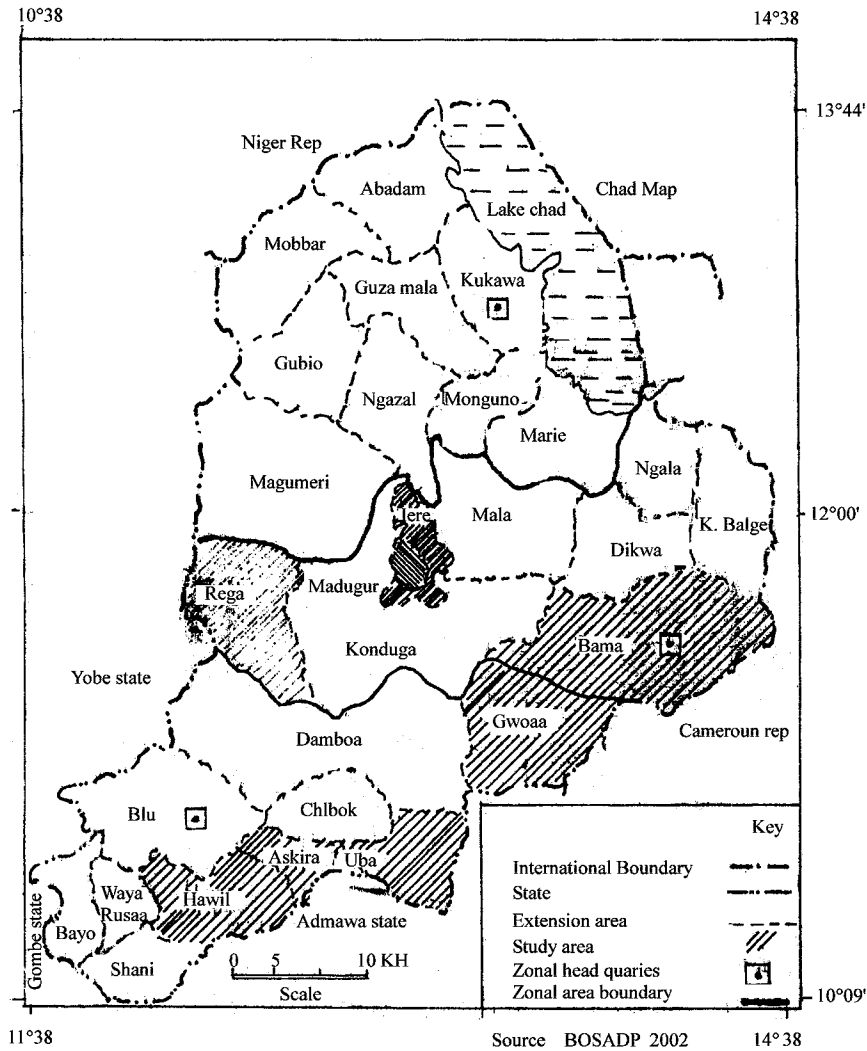 10°38
14°38
13°44'
Niger Rep
Abadam
Chad Map
Lake chad
Mobbar
Kukawa
Guza mala
Gubio
Ngazal
Monguno
Marie
Ngala
Magumeri
Jere
Mala
12°00'
K. Balge
Dikwa
Rega
Madugur
Konduga
Bama
Yobe state
Gwoaa
Cameroun rep
Damboa
Blu
Chlbok
Key
Askira
Uba
International Boundary
Waya
Rusaa
Hawil
State
Gombe state
Bayo
Admawa state
Extension area
Study area
Shani
0 5 10 KH
Scale
Zonal head quaries
Zonal area boundary
10°09'
11°38
14°38
Source BOSADP 2002